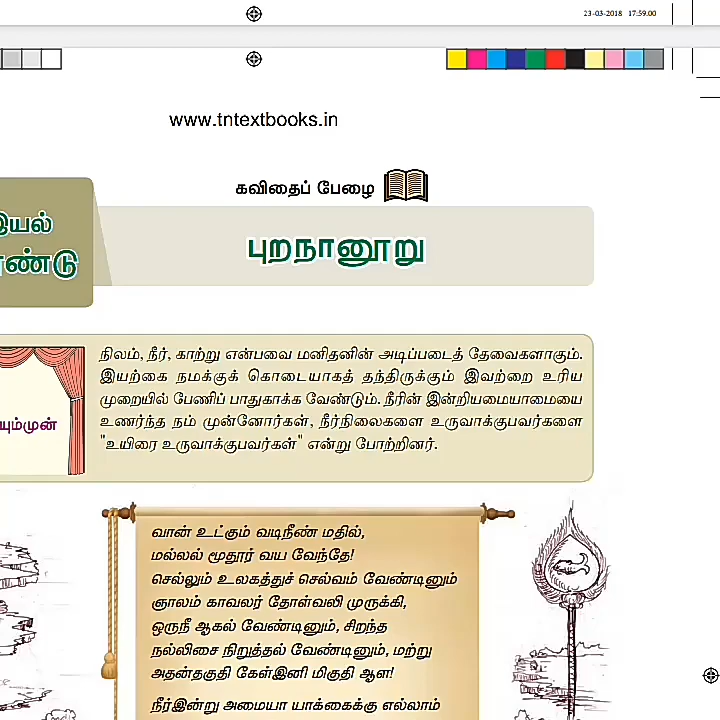 23-03-2018 17:59.00
www.tntextbooks.in
கவிதைப் பேழை
புறநானூறு
நிலம், நீர், காற்று என்பவை மனிதனின் அடிப்படைத் தேவைகளாகும்.
இயற்கை நமக்குக் கொடையாகத் தந்திருக்கும் இவற்றை உரிய
முறையில் பேணிப் பாதுகாக்க வேண்டும். நீரின் இன்றியமையாமையை
உணர்ந்த நம் முன்னோர்கள், நீர்நிலைகளை உருவாக்குபவர்களை
"உயிரை உருவாக்குபவர்கள்" என்று போற்றினர்.
வான் உட்கும் வடிநீண் மதில்,
மல்லல் மூதூர் வய வேந்தே!
செல்லும் உலகத்துச் செல்வம் வேண்டினும்
ஞாலம் காவலர் தோள்வலி முருக்கி,
ஒருநீ ஆகல் வேண்டினும், சிறந்த
நல்லிசை நிறுத்தல் வேண்டினும், மற்று
அதன்தகுதி கேள்இனி மிகுதி ஆள!
நீர்இன்று அமையா யாக்கைக்கு எல்லாம்